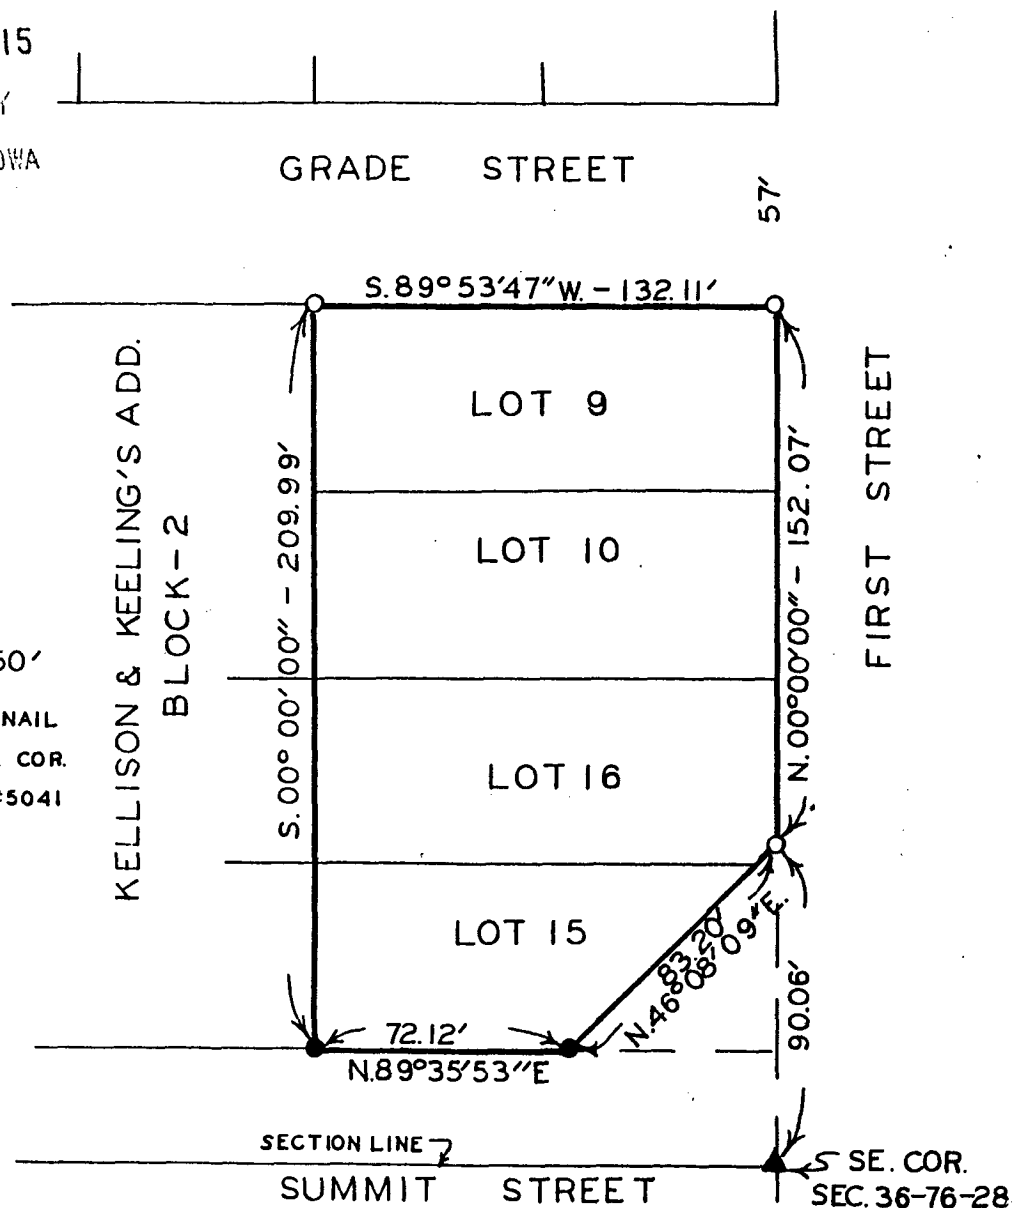 15
Y
OWA
GRADE STREET
57'
S.89°53'47"W. – 132.11'
LOT 9
LOT 10
LOT 16
LOT 15
KELLISON & KEELING'S ADD.
BLOCK-2
S.00°00'00" – 209.99'
N.00°00'00" – 152.07'
FIRST STREET
50'
NAIL
COR.
#5041
83.20'
N.46°08'09"E.
90.06'
72.12'
N.89°35'53"E
SECTION LINE
SE. COR.
SEC. 36-76-28
SUMMIT STREET